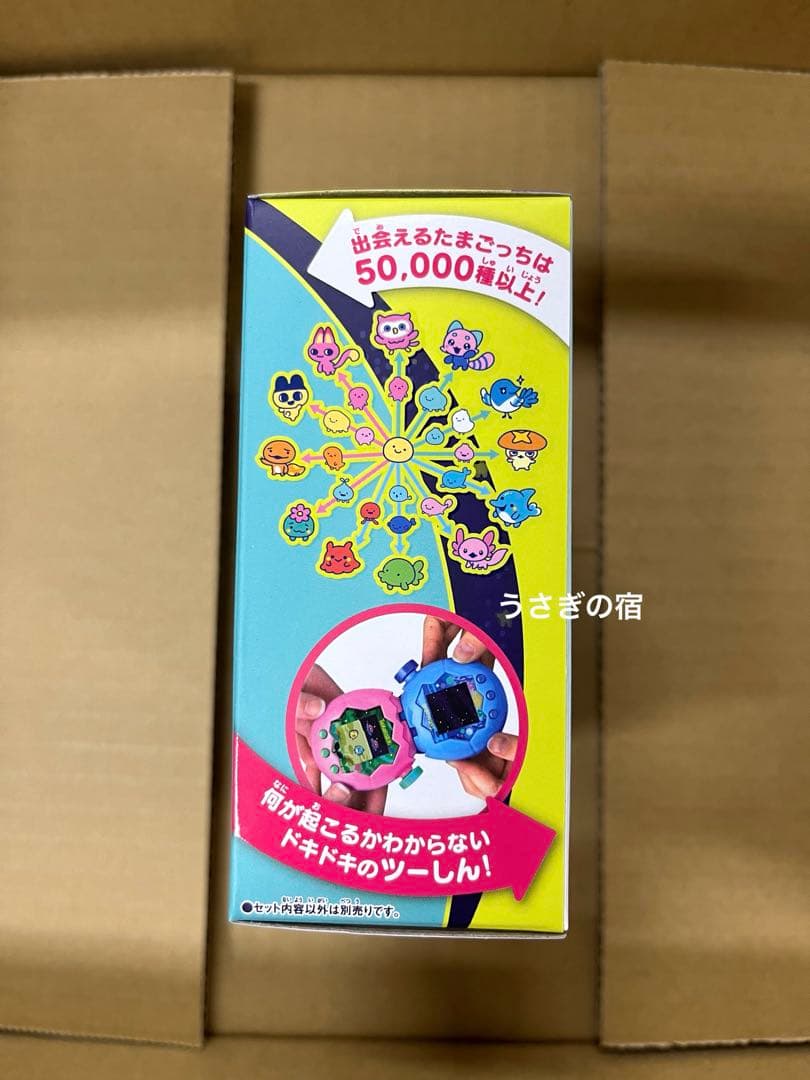 出会えるたまごっちは
50,000種以上!
うさぎの宿
何が起こるかわからない
ドキドキのツーしん!
●セット内容以外は別売りです。